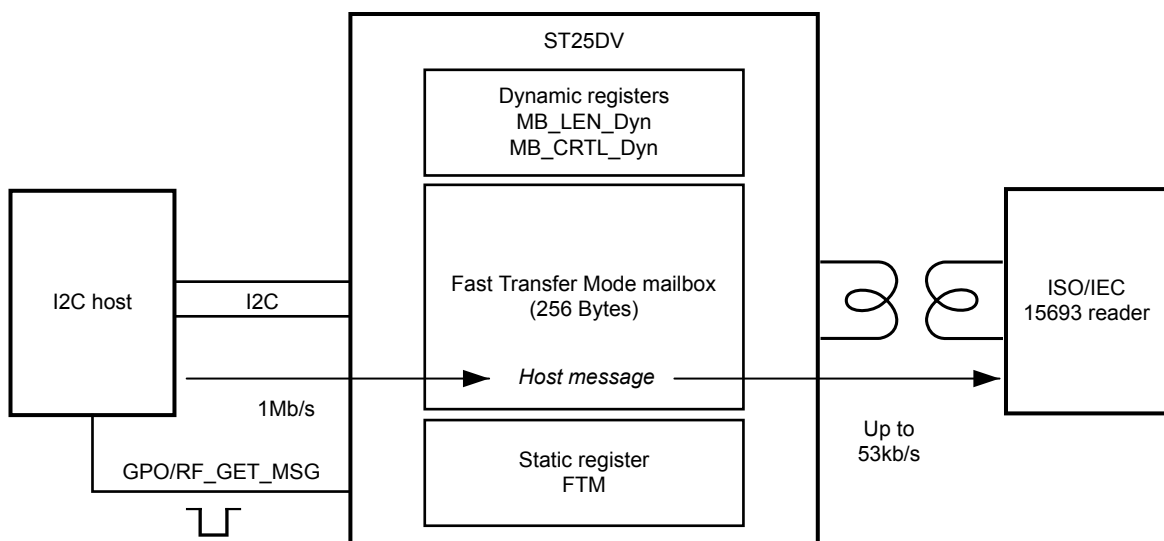 ST25DV
Dynamic registers
MB_LEN_Dyn
MB_CRTL_Dyn
I2C host
I2C
Fast Transfer Mode mailbox
(256 Bytes)
ISO/IEC
15693 reader
Host message
1Mb/s
Up to
53kb/s
GPO/RF_GET_MSG
Static register
FTM